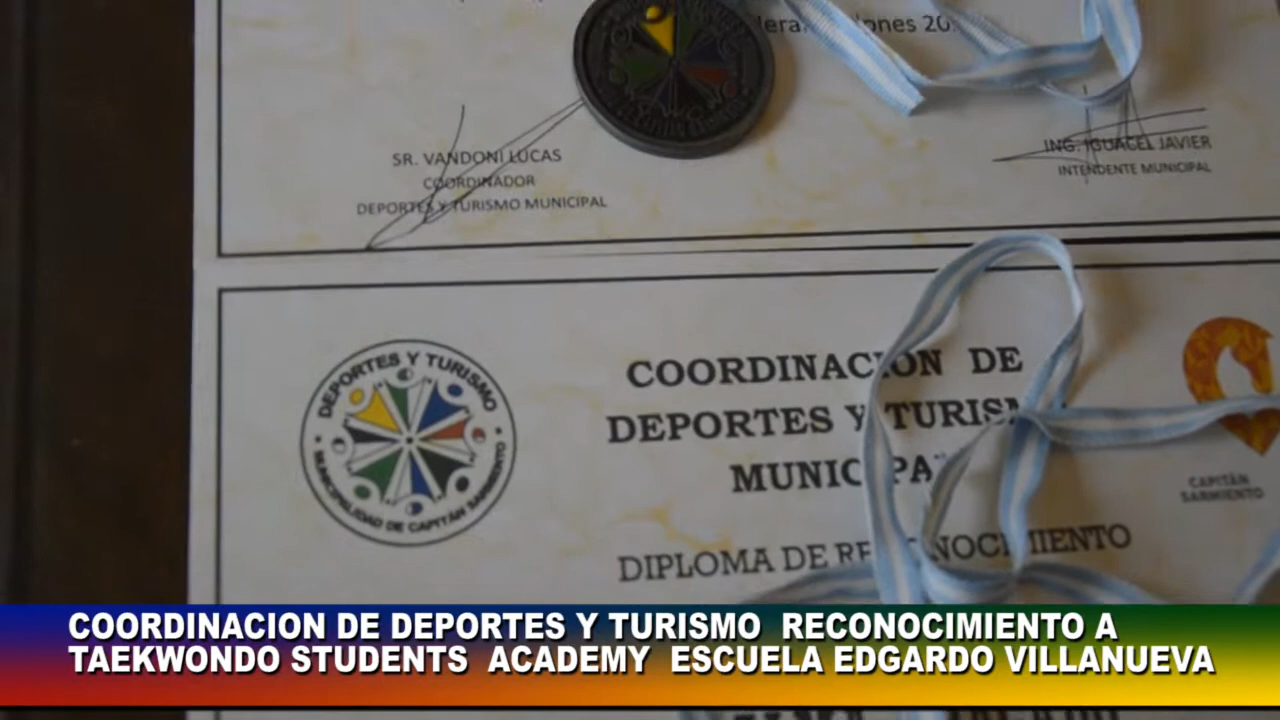 SR. VANDONI LUCAS
COORDINADOR
DEPORTES Y TURISMO MUNICIPAL
ING. IGUACEL JAVIER
INTENDENTE MUNICIPAL
DEPORTES Y TURISMO
MUNICIPALIDAD DE CAPITÁN SARMIENTO
COORDINACION DE
DEPORTES Y
CAPITÁN
SARMIENTO
DIPLOMA DE
COORDINACION DE DEPORTES Y TURISMO RECONOCIMIENTO A
TAEKWONDO STUDENTS ACADEMY ESCUELA EDGARDO VILLANUEVA